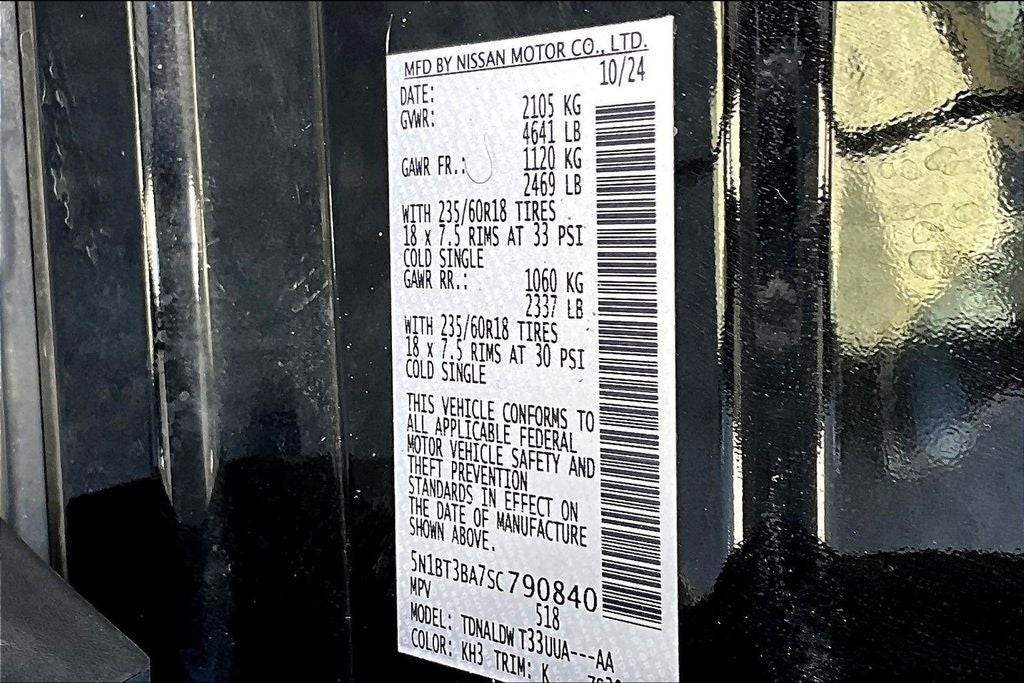 MFD BY NISSAN MOTOR CO., LTD.
DATE: 10/24
GVWR: 2105 KG
4641 LB
GAWR FR.: 1120 KG
2469 LB
WITH 235/60R18 TIRES
18 x 7.5 RIMS AT 33 PSI
COLD SINGLE
GAWR RR.: 1060 KG
2337 LB
WITH 235/60R18 TIRES
18 x 7.5 RIMS AT 30 PSI
COLD SINGLE
THIS VEHICLE CONFORMS TO
ALL APPLICABLE FEDERAL
MOTOR VEHICLE SAFETY AND
THEFT PREVENTION
STANDARDS IN EFFECT ON
THE DATE OF MANUFACTURE
SHOWN ABOVE.
5N1BT3BA7SC790840
MPV 518
MODEL: TDNALDW T33UUA---AA
COLOR: KH3 TRIM: K